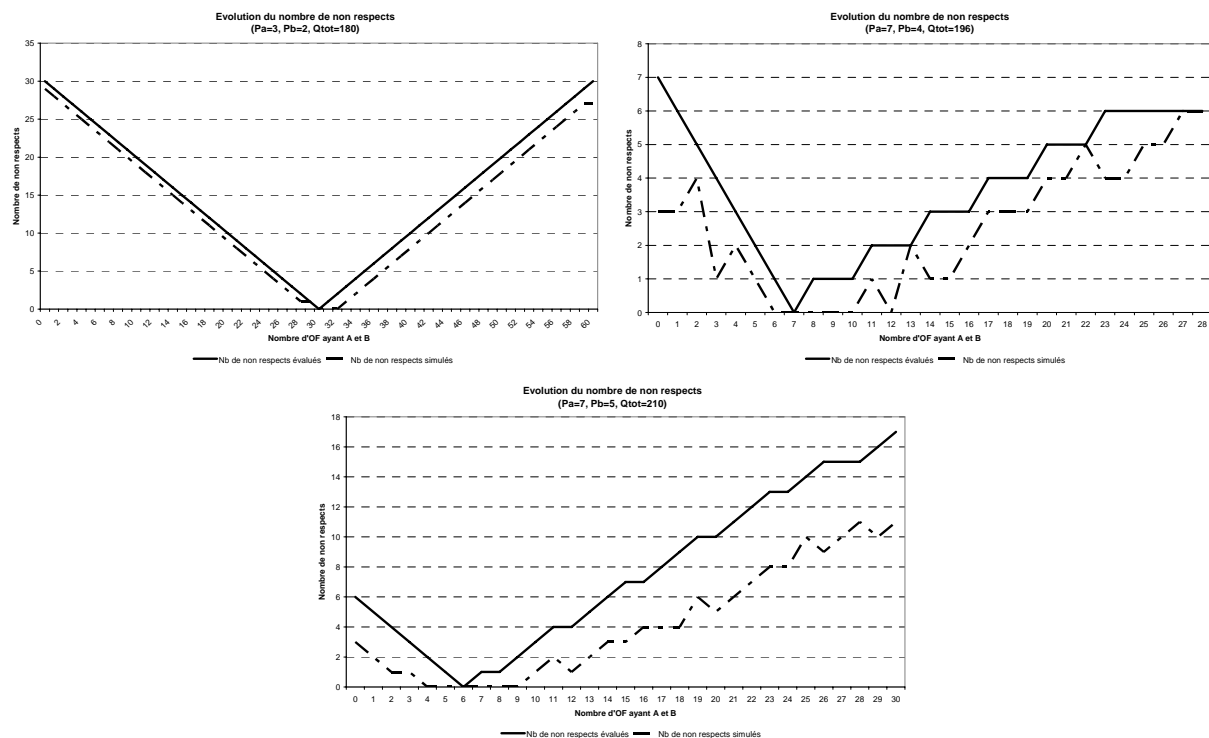 Evolution du nombre de non respects
(Pa=3, Pb=2, Qtot=180)
Nombre de non respects
35
30
25
20
15
10
5
0
0 2 4 6 8 10 12 14 16 18 20 22 24 26 28 30 32 34 36 38 40 42 44 46 48 50 52 54 56 58 60
Nombre d'OF ayant A et B
Nb de non respects évalués Nb de non respects simulés
Evolution du nombre de non respects
(Pa=7, Pb=4, Qtot=196)
Nombre de non respects
8
7
6
5
4
3
2
1
0
0 1 2 3 4 5 6 7 8 9 10 11 12 13 14 15 16 17 18 19 20 21 22 23 24 25 26 27 28
Nombre d'OF ayant A et B
Nb de non respects évalués Nb de non respects simulés
Evolution du nombre de non respects
(Pa=7, Pb=5, Qtot=210)
Nombre de non respects
18
16
14
12
10
8
6
4
2
0
0 1 2 3 4 5 6 7 8 9 10 11 12 13 14 15 16 17 18 19 20 21 22 23 24 25 26 27 28 29 30
Nombre d'OF ayant A et B
Nb de non respects évalués Nb de non respects simulés